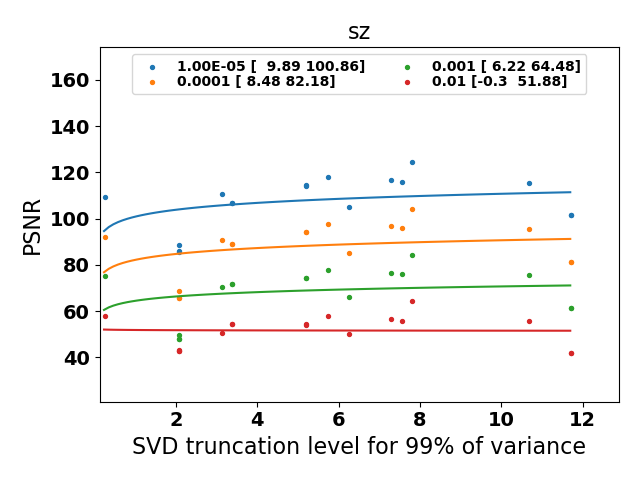 sz
1.00E-05 [  9.89 100.86]
0.0001 [ 8.48 82.18]
0.001 [ 6.22 64.48]
0.01 [-0.3  51.88]
PSNR
160
140
120
100
80
60
40
2 4 6 8 10 12
SVD truncation level for 99% of variance